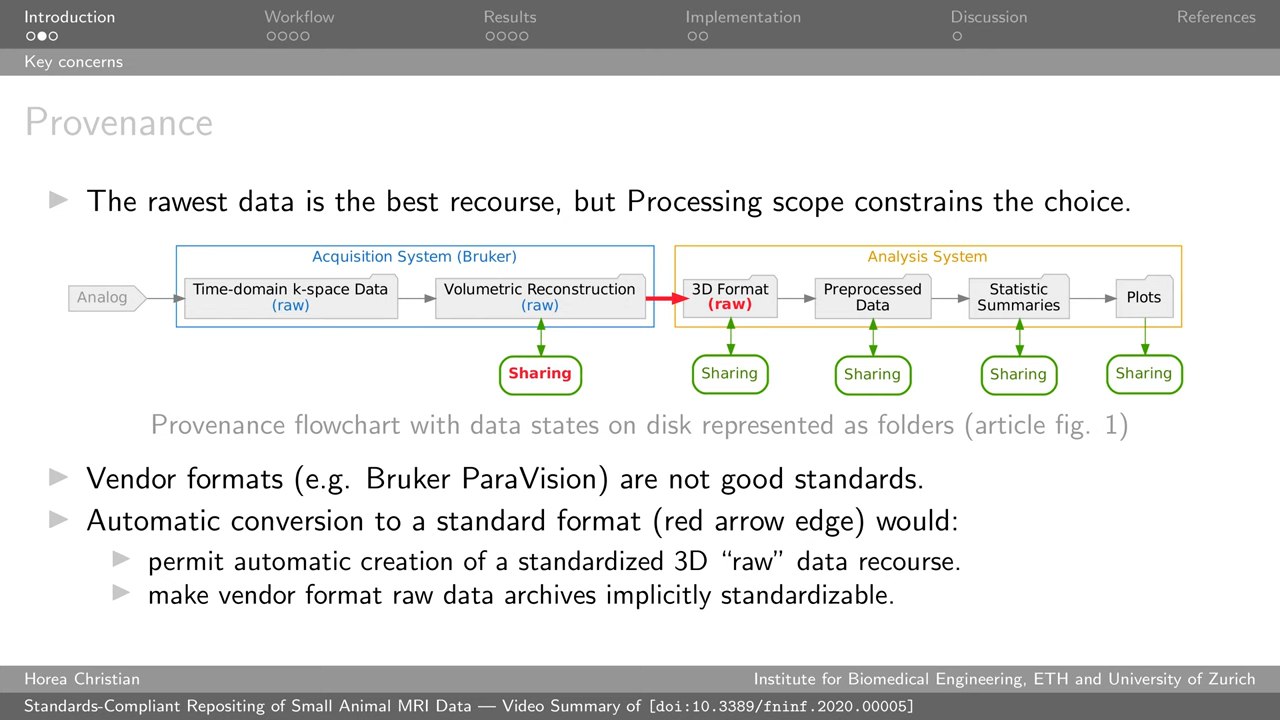 Introduction Workflow Results Implementation Discussion References
Key concerns
Provenance
The rawest data is the best recourse, but Processing scope constrains the choice.
Acquisition System (Bruker)
Analysis System
Analog
Time-domain k-space Data
(raw)
Volumetric Reconstruction
(raw)
3D Format
(raw)
Preprocessed
Data
Statistic
Summaries
Plots
Sharing
Sharing
Sharing
Sharing
Sharing
Provenance flowchart with data states on disk represented as folders (article fig. 1)
Vendor formats (e.g. Bruker ParaVision) are not good standards.
Automatic conversion to a standard format (red arrow edge) would:
permit automatic creation of a standardized 3D “raw” data recourse.
make vendor format raw data archives implicitly standardizable.
Horea Christian Institute for Biomedical Engineering, ETH and University of Zurich
Standards-Compliant Repositing of Small Animal MRI Data — Video Summary of [doi:10.3389/fninf.2020.00005]